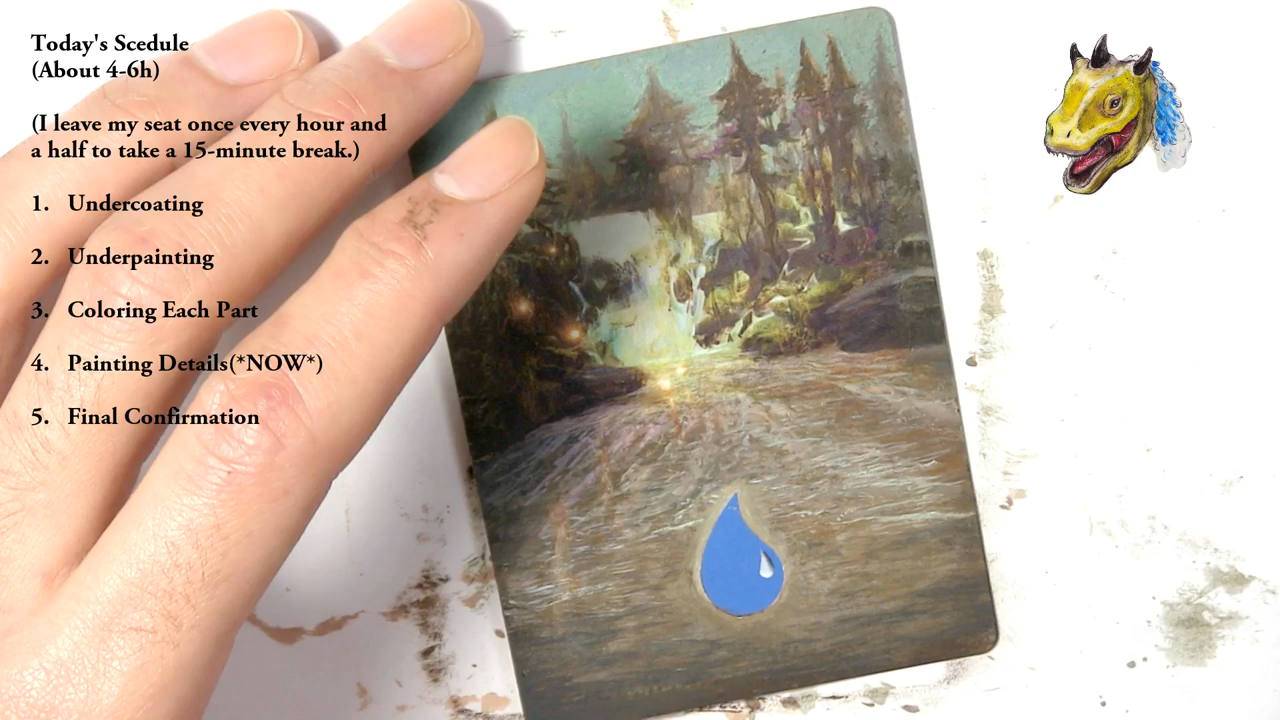 Today's Scedule
(About 4-6h)
(I leave my seat once every hour and
a half to take a 15-minute break.)
1. Undercoating
2. Underpainting
3. Coloring Each Part
4. Painting Details(*NOW*)
5. Final Confirmation